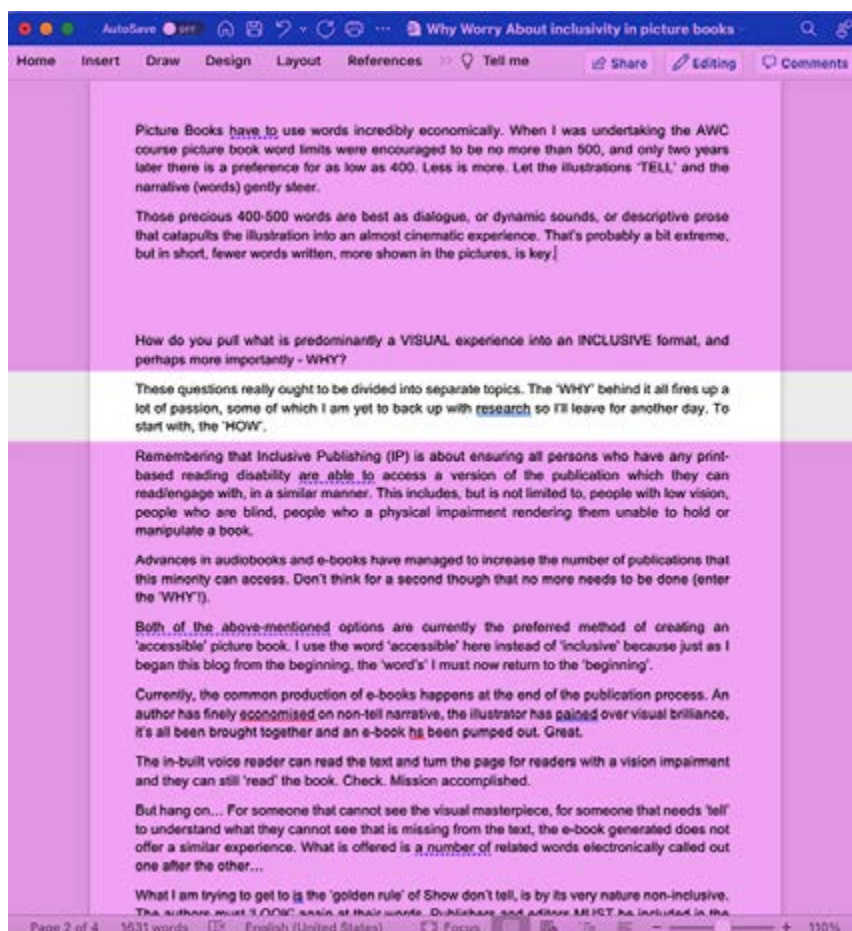 AutoSave OFF Why Worry About inclusivity in picture books
Home Insert Draw Design Layout References Tell me Share Editing Comments
Picture Books have to use words incredibly economically. When I was undertaking the AWC
course picture book word limits were encouraged to be no more than 500, and only two years
later there is a preference for as low as 400. Less is more. Let the illustrations 'TELL' and the
narrative (words) gently steer.
Those precious 400-500 words are best as dialogue, or dynamic sounds, or descriptive prose
that catapults the illustration into an almost cinematic experience. That's probably a bit extreme,
but in short, fewer words written, more shown in the pictures, is key.
How do you pull what is predominantly a VISUAL experience into an INCLUSIVE format, and
perhaps more importantly - WHY?
These questions really ought to be divided into separate topics. The 'WHY' behind it all fires up a
lot of passion, some of which I am yet to back up with research so I'll leave for another day. To
start with, the 'HOW'.
Remembering that Inclusive Publishing (IP) is about ensuring all persons who have any print-
based reading disability are able to access a version of the publication which they can
read/engage with, in a similar manner. This includes, but is not limited to, people with low vision,
people who are blind, people who a physical impairment rendering them unable to hold or
manipulate a book.
Advances in audiobooks and e-books have managed to increase the number of publications that
this minority can access. Don't think for a second though that no more needs to be done (enter
the 'WHY'!).
Both of the above-mentioned options are currently the preferred method of creating an
'accessible' picture book. I use the word 'accessible' here instead of 'inclusive' because just as I
began this blog from the beginning, the 'word's' I must now return to the 'beginning'.
Currently, the common production of e-books happens at the end of the publication process. An
author has finely economised on non-tell narrative, the illustrator has pained over visual brilliance,
it's all been brought together and an e-book hs been pumped out. Great.
The in-built voice reader can read the text and turn the page for readers with a vision impairment
and they can still 'read' the book. Check. Mission accomplished.
But hang on... For someone that cannot see the visual masterpiece, for someone that needs 'tell'
to understand what they cannot see that is missing from the text, the e-book generated does not
offer a similar experience. What is offered is a number of related words electronically called out
one after the other...
What I am trying to get to is the 'golden rule' of Show don't tell, is by its very nature non-inclusive.
The authors must 'LOOK' again at their words. Publishers and editors MUST be included in the
Page 2 of 4 1531 words English (United States) Focus 110%